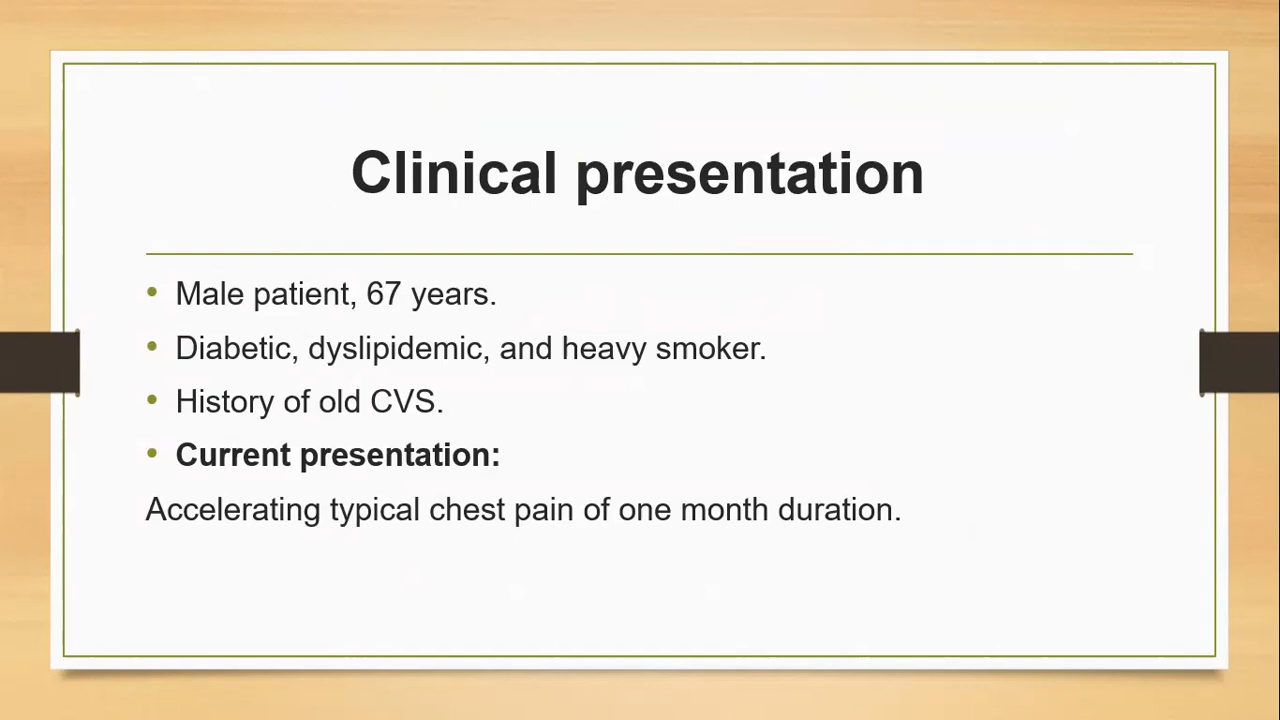 Clinical presentation
• Male patient, 67 years.
• Diabetic, dyslipidemic, and heavy smoker.
• History of old CVS.
• Current presentation:
Accelerating typical chest pain of one month duration.